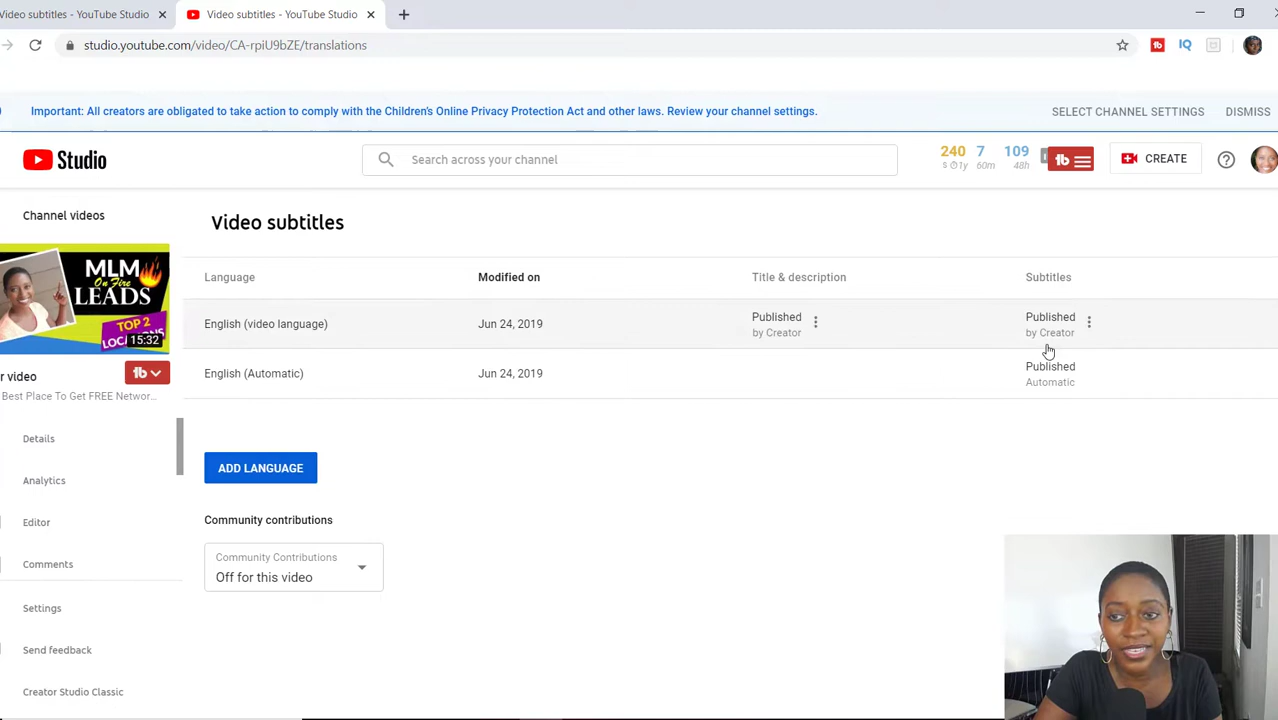 Video subtitles - YouTube Studio
Video subtitles - YouTube Studio
studio.youtube.com/video/CA-rpiU9bZE/translations
IQ
Important: All creators are obligated to take action to comply with the Children's Online Privacy Protection Act and other laws. Review your channel settings.
SELECT CHANNEL SETTINGS
DISMISS
Studio
Search across your channel
240 7 109
1y 60m 48h
CREATE
Channel videos
Video subtitles
MLM
On Fire
LEADS
TOP 2
15:32
Language
Modified on
Title & description
Subtitles
English (video language)
Jun 24, 2019
Published
by Creator
Published
by Creator
English (Automatic)
Jun 24, 2019
Published
Automatic
r video
Best Place To Get FREE Networ...
Details
Analytics
Editor
Comments
Settings
Send feedback
Creator Studio Classic
ADD LANGUAGE
Community contributions
Community Contributions
Off for this video